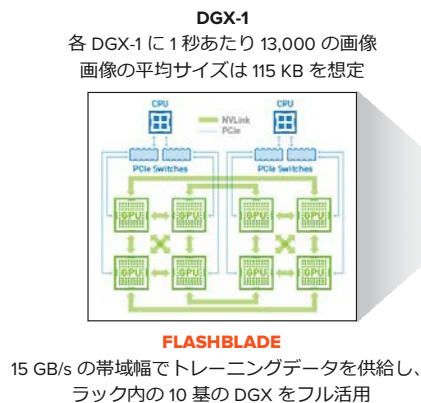 DGX-1
各 DGX-1 に 1 秒あたり 13,000 の画像
画像の平均サイズは 115 KB を想定
CPU
CPU
NVLink
PCIe
PCIe Switches
PCIe Switches
GPU
GPU
GPU
GPU
GPU
GPU
GPU
GPU
FLASHBLADE
15 GB/s の帯域幅でトレーニングデータを供給し、
ラック内の 10 基の DGX をフル活用